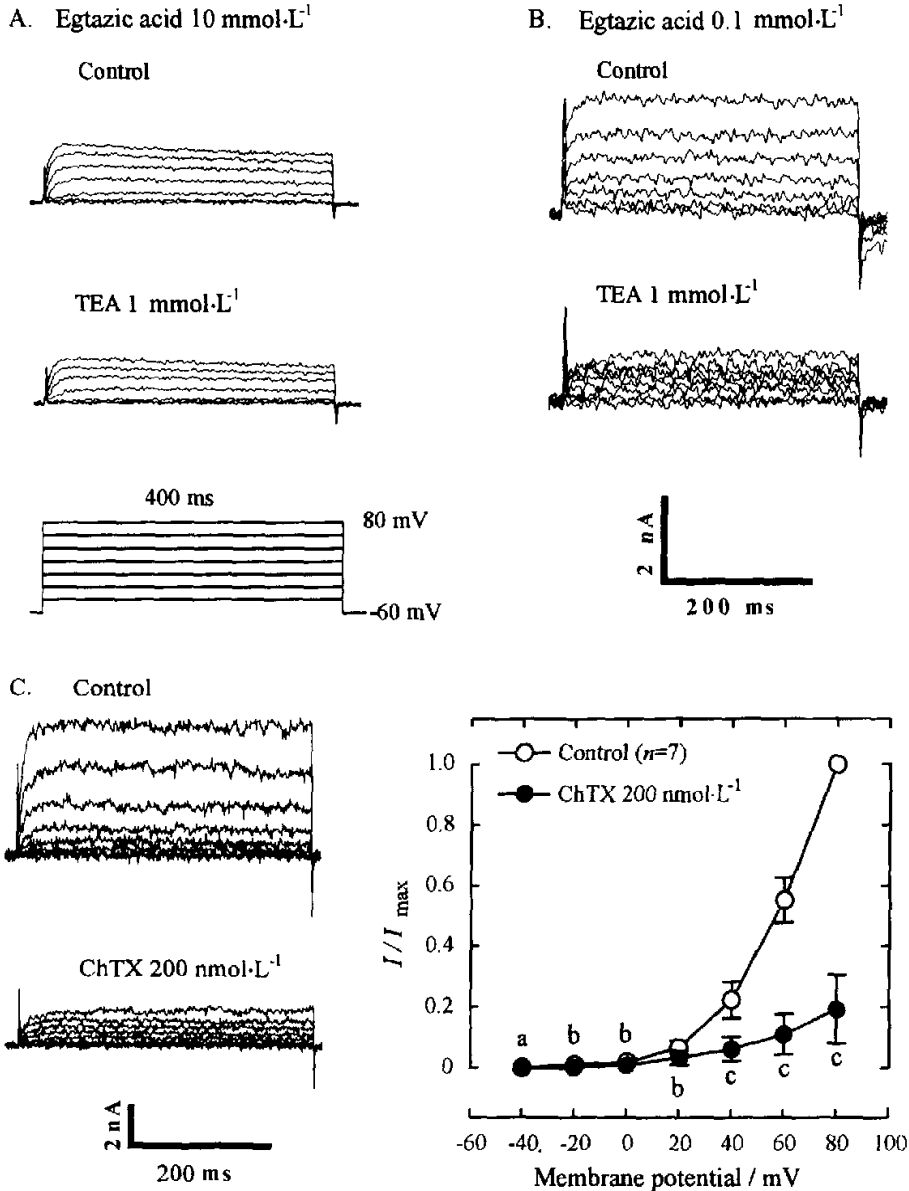 A. Egtazic acid 10 mmol·L⁻¹
Control
TEA 1 mmol·L⁻¹
400 ms
80 mV
-60 mV
B. Egtazic acid 0.1 mmol·L⁻¹
Control
TEA 1 mmol·L⁻¹
2 nA
200 ms
C. Control
ChTX 200 nmol·L⁻¹
2 nA
200 ms
Control (n=7)
ChTX 200 nmol·L⁻¹
I / I max
1.0
0.8
0.6
0.4
0.2
0
a b b
b c c c
-60 -40 -20 0 20 40 60 80 100
Membrane potential / mV